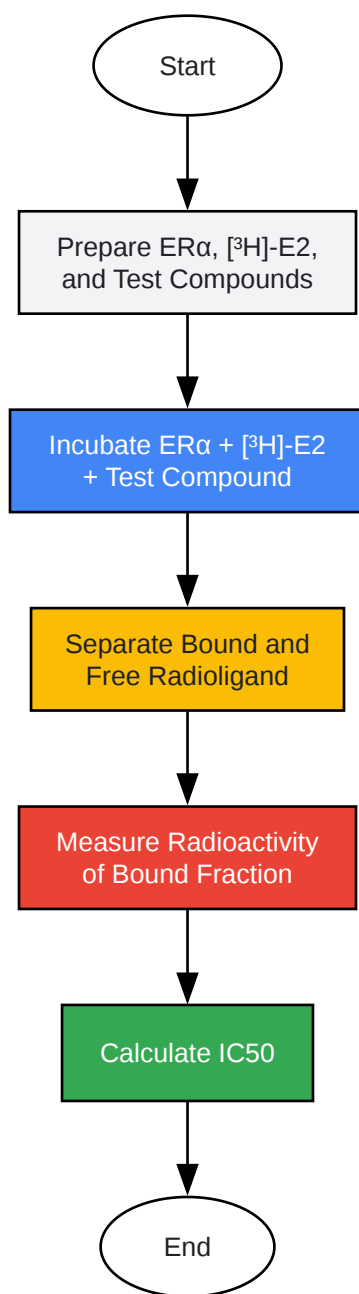 Start
Prepare ERα, [³H]-E2,
and Test Compounds
Incubate ERα + [³H]-E2
+ Test Compound
Separate Bound and
Free Radioligand
Measure Radioactivity
of Bound Fraction
Calculate IC50
End